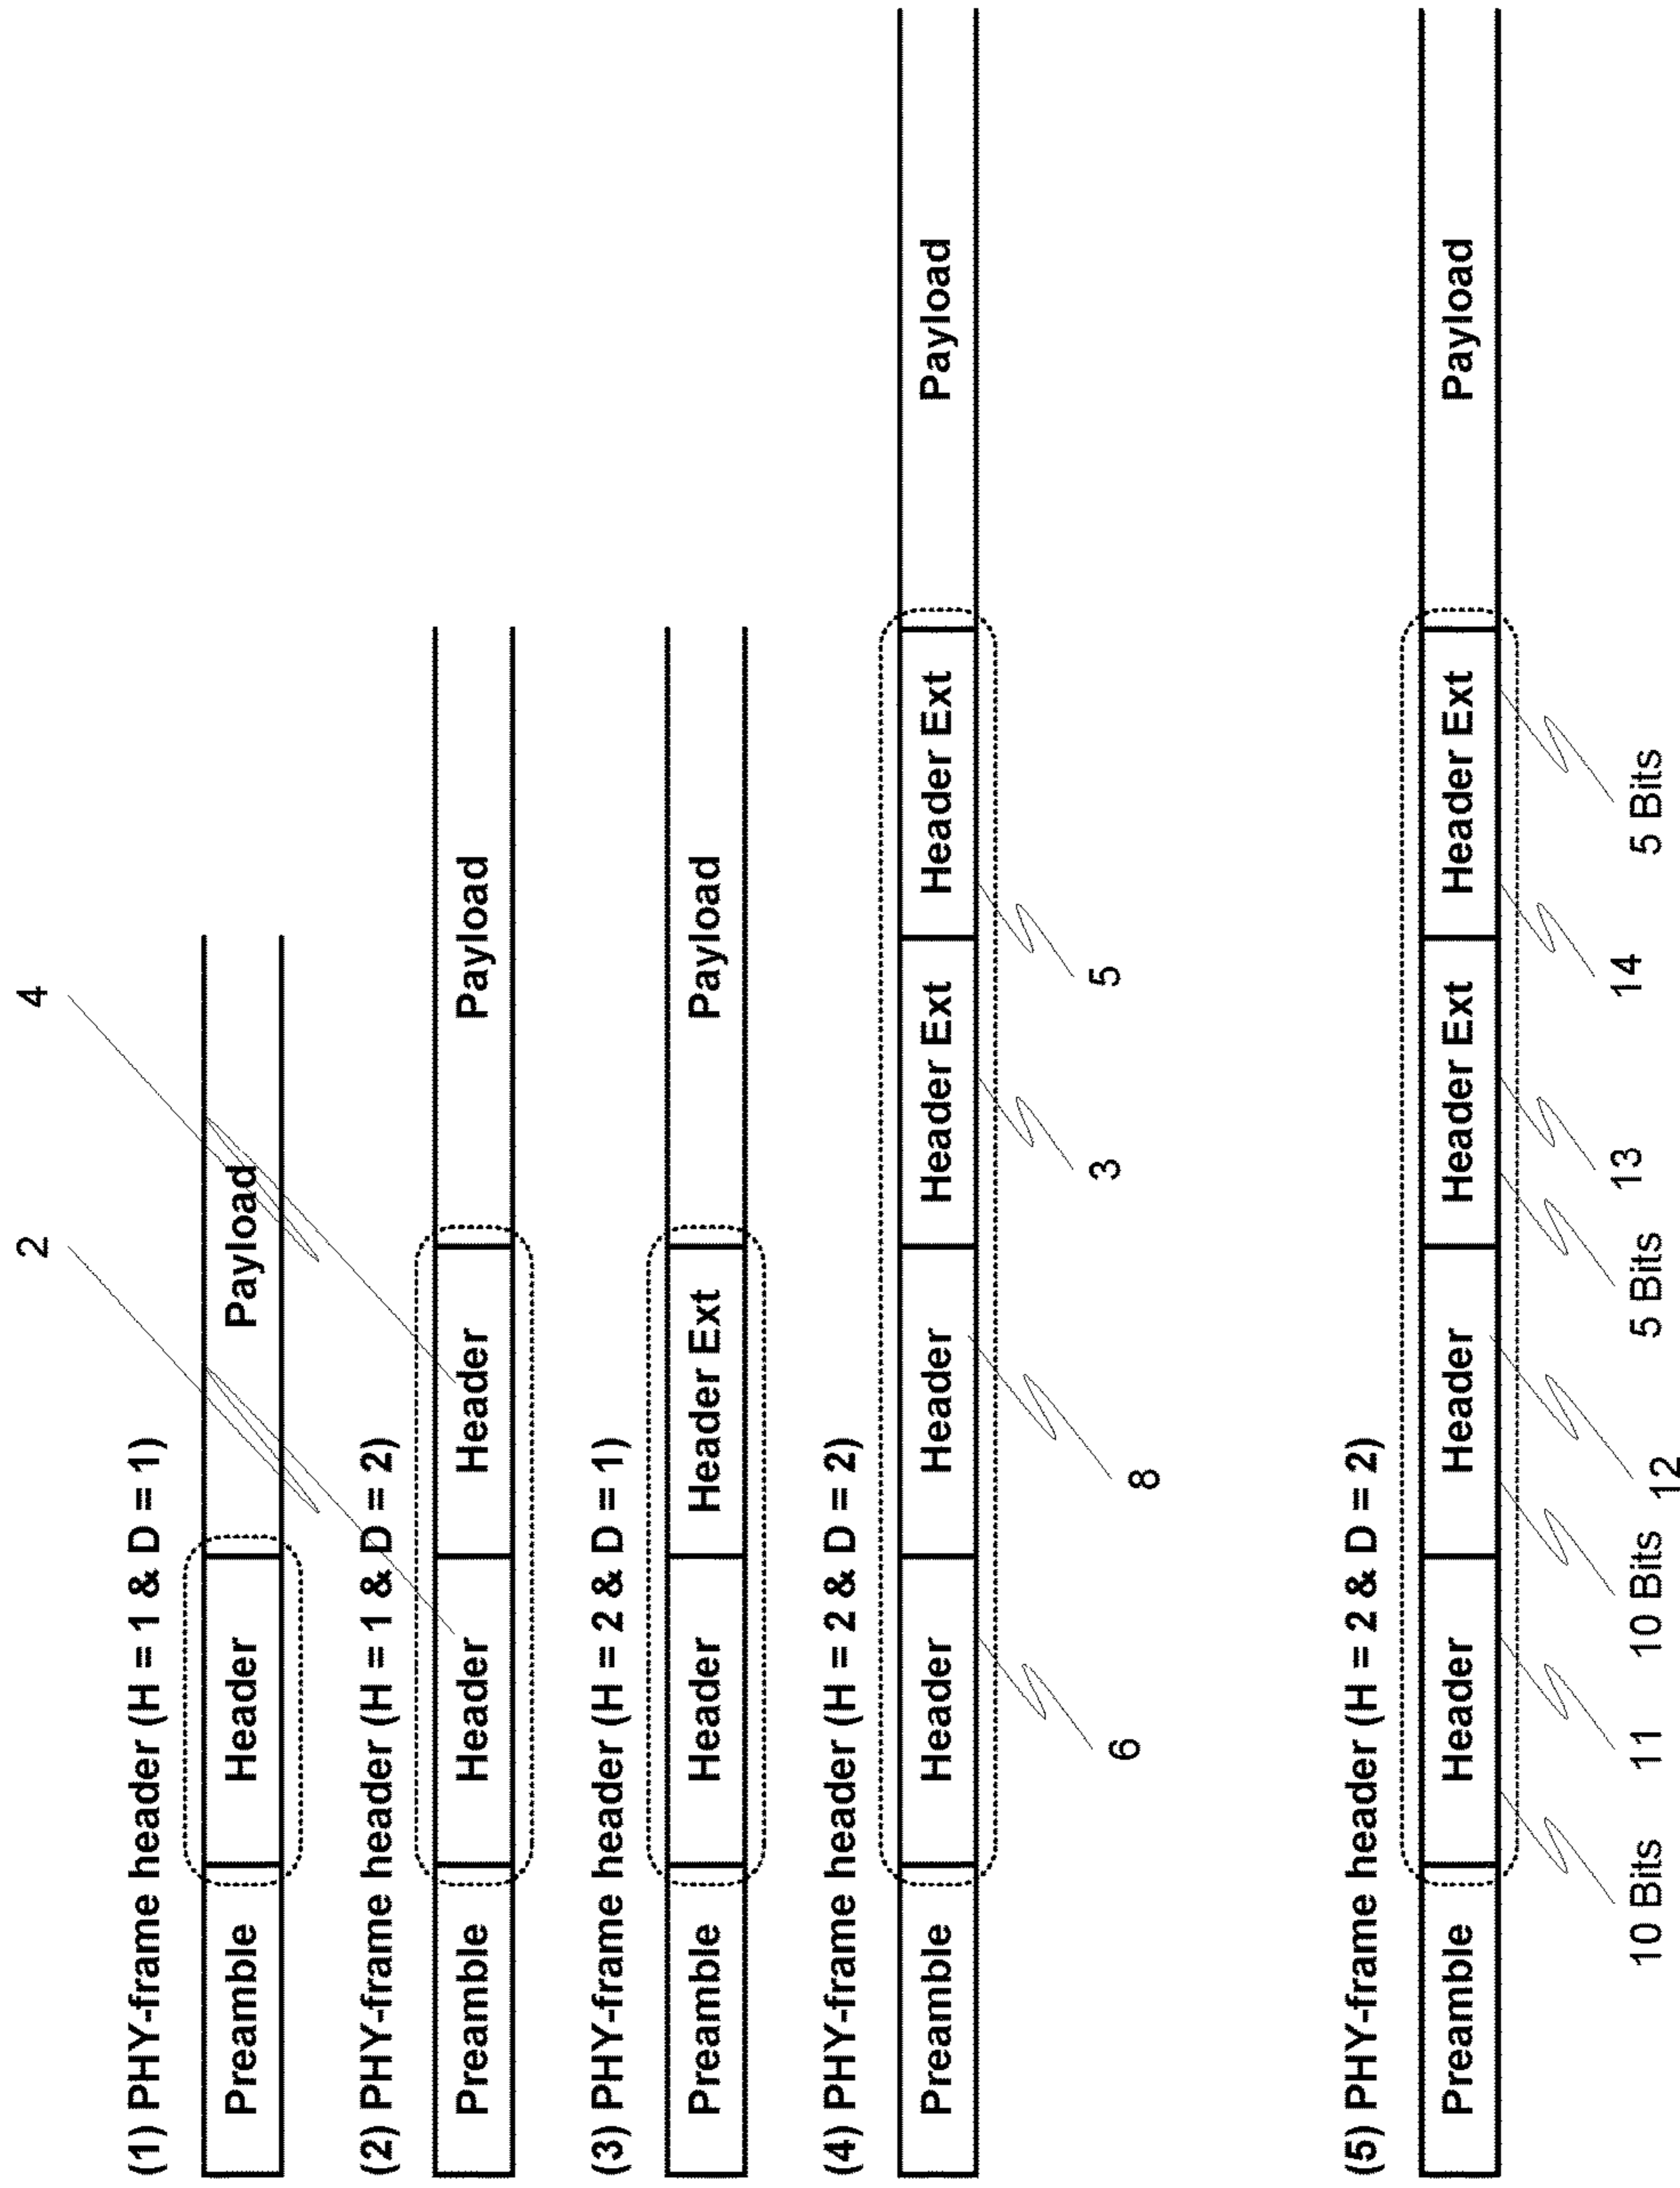 2
4
(1) PHY-frame header (H = 1 & D = 1)
Preamble Header Payload
(2) PHY-frame header (H = 1 & D = 2)
Preamble Header Header Payload
(3) PHY-frame header (H = 2 & D = 1)
Preamble Header Header Ext Payload
(4) PHY-frame header (H = 2 & D = 2)
Preamble Header Header Header Ext Header Ext Payload
6 8 3 5
(5) PHY-frame header (H = 2 & D = 2)
Preamble Header Header Header Ext Header Ext Payload
10 Bits 11 10 Bits 12 5 Bits 13 14 5 Bits